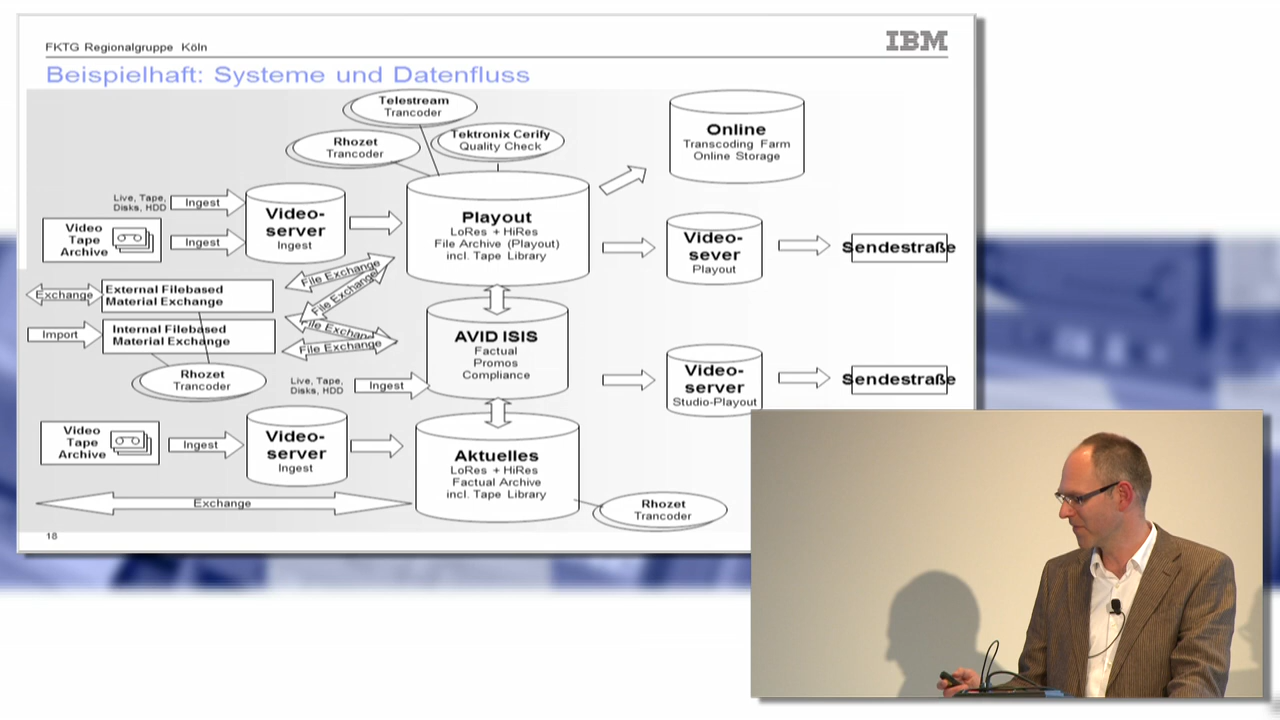 FKTG Regionalgruppe Köln
IBM
Beispielhaft: Systeme und Datenfluss
Telestream
Trancoder
Rhozet
Trancoder
Tektronix Cerify
Quality Check
Online
Transcoding Farm
Online Storage
Live, Tape,
Disks, HDD
Ingest
Video
Tape
Archive
Ingest
Video-
server
Ingest
Playout
LoRes + HiRes
File Archive (Playout)
incl. Tape Library
Video-
sever
Playout
Sendestraße
Exchange
External Filebased
Material Exchange
File Exchange
File Exchange
Import
Internal Filebased
Material Exchange
File Exchang
File Exchange
AVID ISIS
Factual
Promos
Compliance
Rhozet
Trancoder
Live, Tape,
Disks, HDD
Ingest
Video-
server
Studio-Playout
Sendestraße
Video
Tape
Archive
Ingest
Video-
server
Ingest
Aktuelles
LoRes + HiRes
Factual Archive
incl. Tape Library
Exchange
Rhozet
Trancoder
18